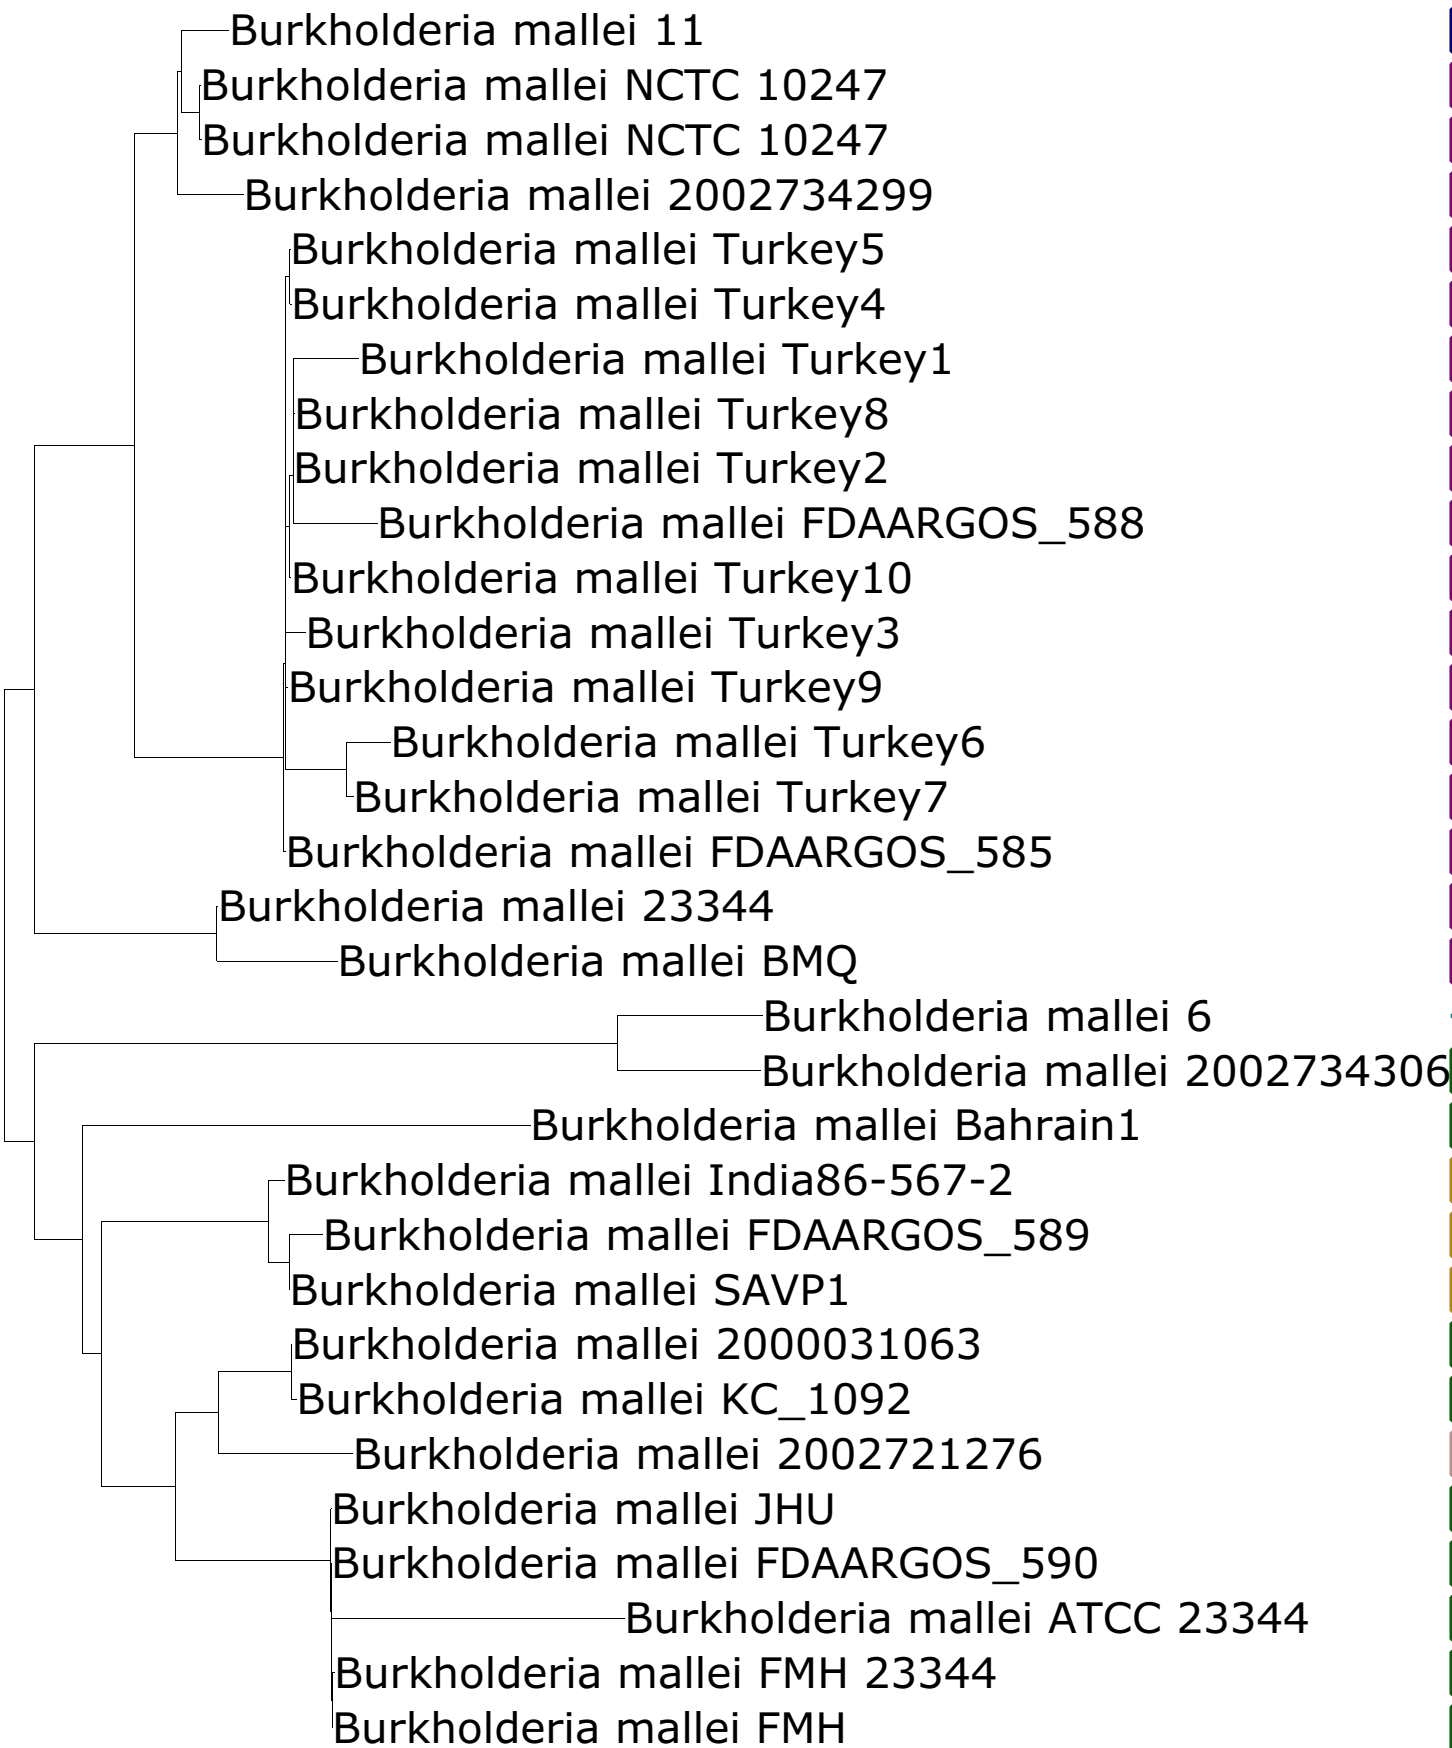 Burkholderia mallei 11
Burkholderia mallei NCTC 10247
Burkholderia mallei NCTC 10247
Burkholderia mallei 2002734299
Burkholderia mallei Turkey5
Burkholderia mallei Turkey4
Burkholderia mallei Turkey1
Burkholderia mallei Turkey8
Burkholderia mallei Turkey2
Burkholderia mallei FDAARGOS_588
Burkholderia mallei Turkey10
Burkholderia mallei Turkey3
Burkholderia mallei Turkey9
Burkholderia mallei Turkey6
Burkholderia mallei Turkey7
Burkholderia mallei FDAARGOS_585
Burkholderia mallei 23344
Burkholderia mallei BMQ
Burkholderia mallei 6
Burkholderia mallei 2002734306
Burkholderia mallei Bahrain1
Burkholderia mallei India86-567-2
Burkholderia mallei FDAARGOS_589
Burkholderia mallei SAVP1
Burkholderia mallei 2000031063
Burkholderia mallei KC_1092
Burkholderia mallei 2002721276
Burkholderia mallei JHU
Burkholderia mallei FDAARGOS_590
Burkholderia mallei ATCC 23344
Burkholderia mallei FMH 23344
Burkholderia mallei FMH